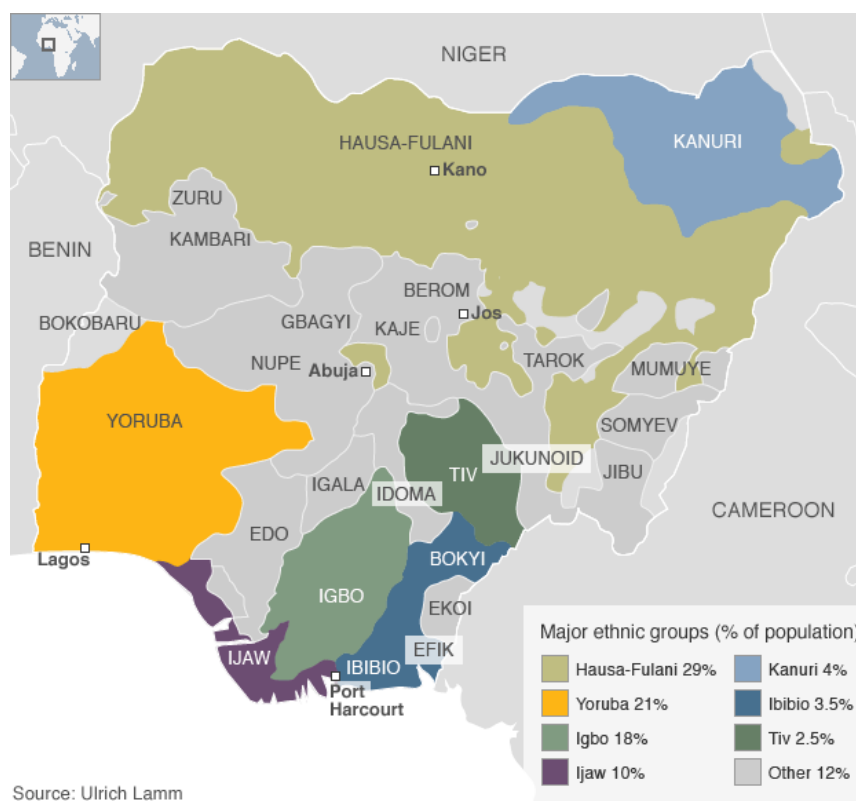 NIGER
HAUSA-FULANI
KANURI
Kano
ZURU
KAMBARI
BENIN
BEROM
BOKOBARU
GBAGYI
KAJE
Jos
NUPE
Abuja
TAROK
MUMUYE
YORUBA
SOMYEV
JUKUNOID
TIV
JIBU
IGALA
IDOMA
CAMEROON
EDO
Lagos
BOKYI
IGBO
EKOI
IJAW
IBIBIO
EFIK
Port
Harcourt
Major ethnic groups (% of population)
Hausa-Fulani 29%
Kanuri 4%
Yoruba 21%
Ibibio 3.5%
Igbo 18%
Tiv 2.5%
Ijaw 10%
Other 12%
Source: Ulrich Lamm